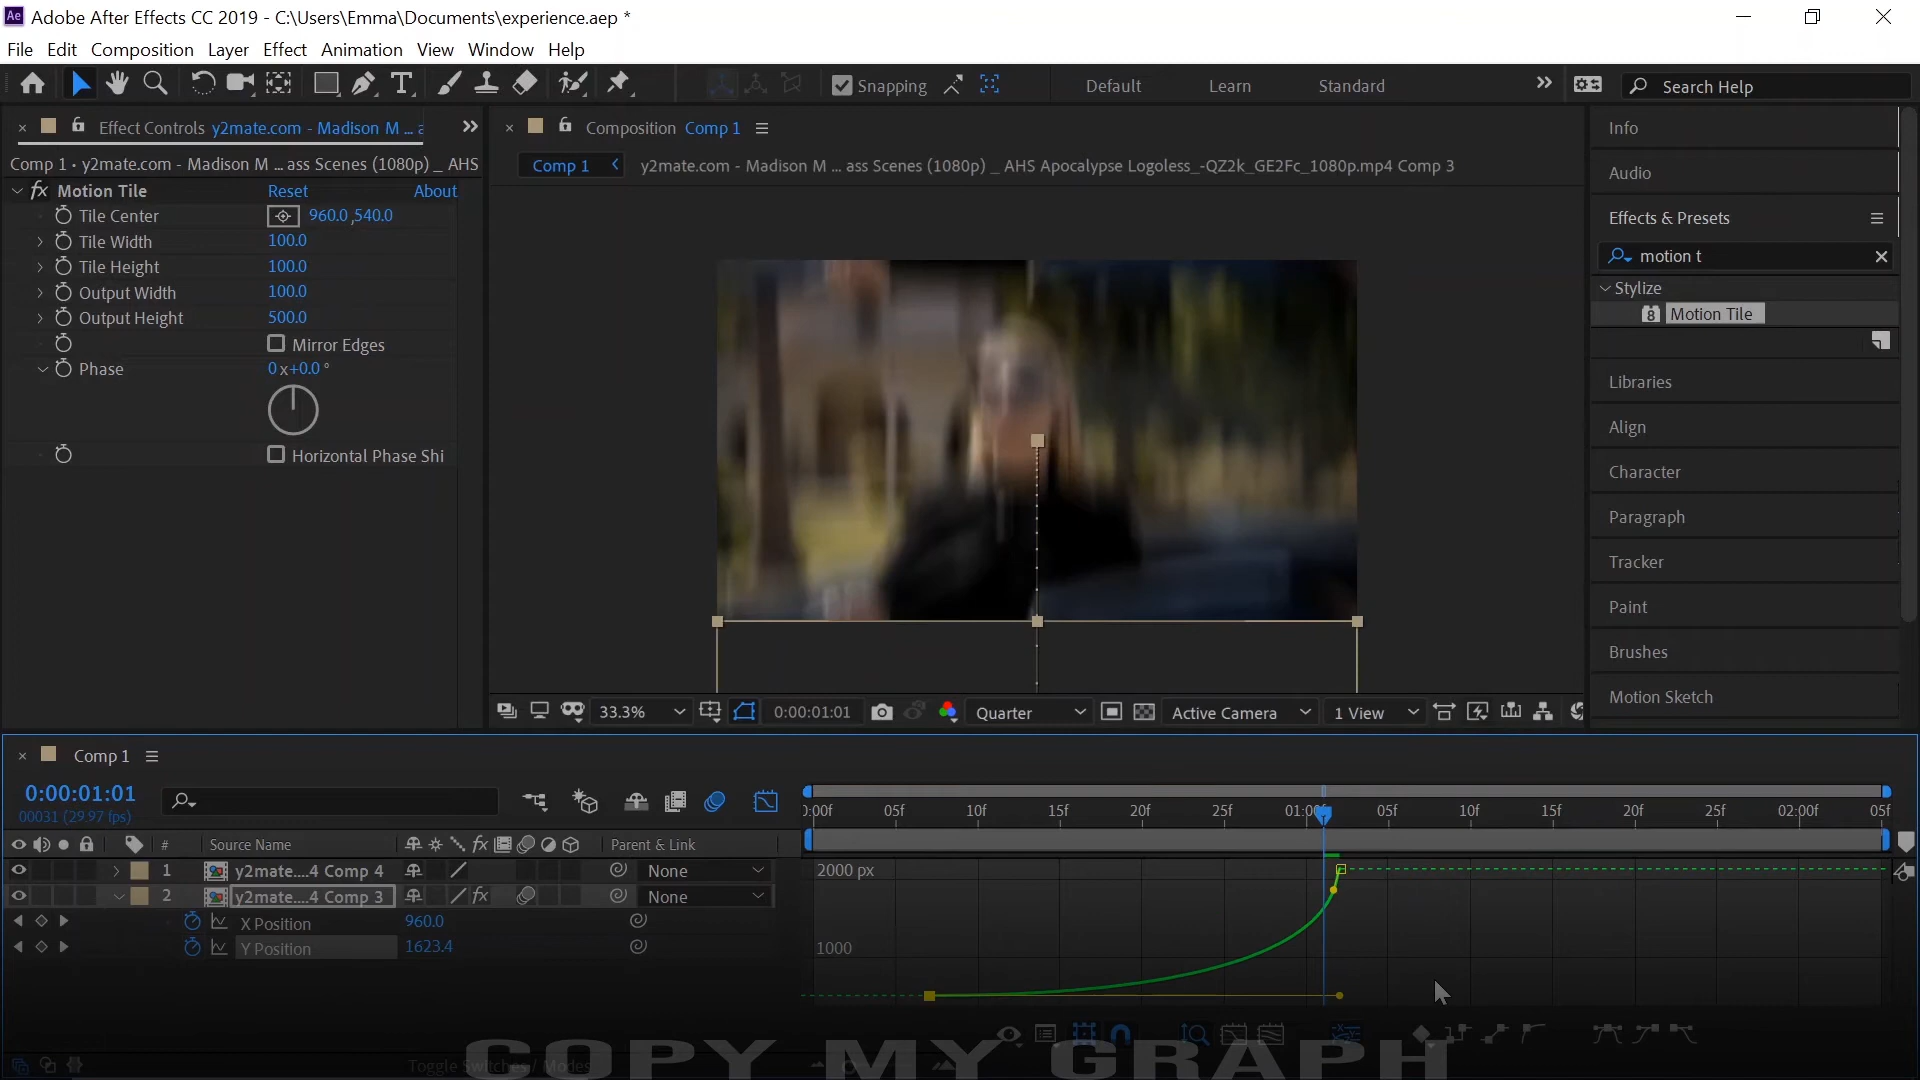 Adobe After Effects CC 2019 - C:\Users\Emma\Documents\experience.aep *
File Edit Composition Layer Effect Animation View Window Help
Snapping Default Learn Standard Search Help
Effect Controls y2mate.com - Madison M ... a
Comp 1 • y2mate.com - Madison M ... ass Scenes (1080p) _ AHS
fx Motion Tile Reset About
Tile Center 960.0 ,540.0
Tile Width 100.0
Tile Height 100.0
Output Width 100.0
Output Height 500.0
Mirror Edges
Phase 0x+0.0°
Horizontal Phase Shi
Composition Comp 1
Comp 1 y2mate.com - Madison M ... ass Scenes (1080p) _ AHS Apocalypse Logoless_-QZ2k_GE2Fc_1080p.mp4 Comp 3
33.3% 0:00:01:01 Quarter Active Camera 1 View
Info
Audio
Effects & Presets
motion t
Stylize
8 Motion Tile
Libraries
Align
Character
Paragraph
Tracker
Paint
Brushes
Motion Sketch
Comp 1
0:00:01:01
00031 (29.97 fps)
# Source Name fx Parent & Link
1 y2mate....4 Comp 4 None
2 y2mate....4 Comp 3 fx None
X Position 960.0
Y Position 1623.4
Toggle Switches / Modes
:00f 05f 10f 15f 20f 25f 01:00f 05f 10f 15f 20f 25f 02:00f 05f
2000 px
1000
COPY MY GRAPH